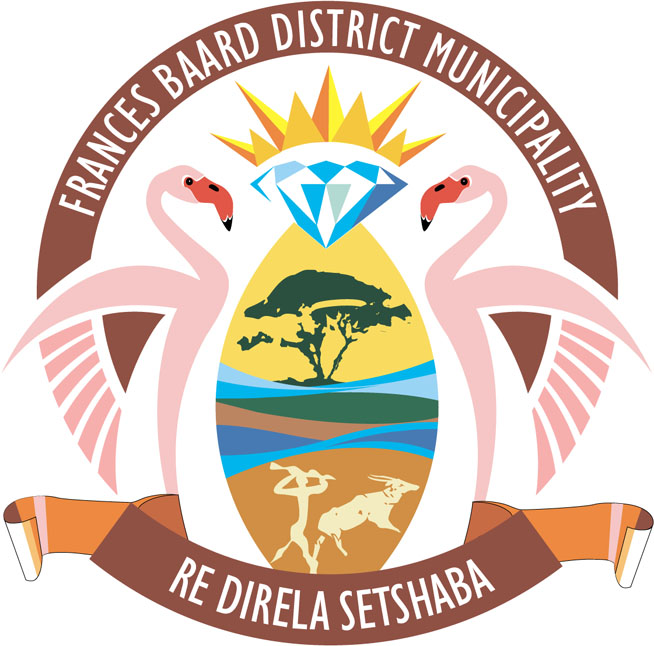 FRANCES BAARD DISTRICT MUNICIPALITY
RE DIRELA SETSHABA